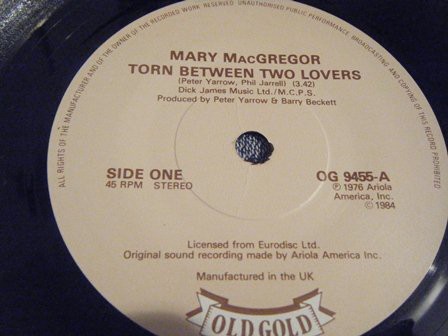 ALL RIGHTS OF THE MANUFACTURER AND OF THE OWNER OF THE RECORDED WORK RESERVED UNAUTHORISED PUBLIC PERFORMANCE BROADCASTING AND COPYING OF THIS RECORD PROHIBITED
MARY MACGREGOR
TORN BETWEEN TWO LOVERS
(Peter Yarrow, Phil Jarrell) (3.42)
Dick James Music Ltd./M.C.P.S.
Produced by Peter Yarrow & Barry Beckett
SIDE ONE
45 RPM STEREO
OG 9455-A
℗ 1976 Ariola
America, Inc.
© 1984
Licensed from Eurodisc Ltd.
Original sound recording made by Ariola America Inc.
Manufactured in the UK
OLD GOLD